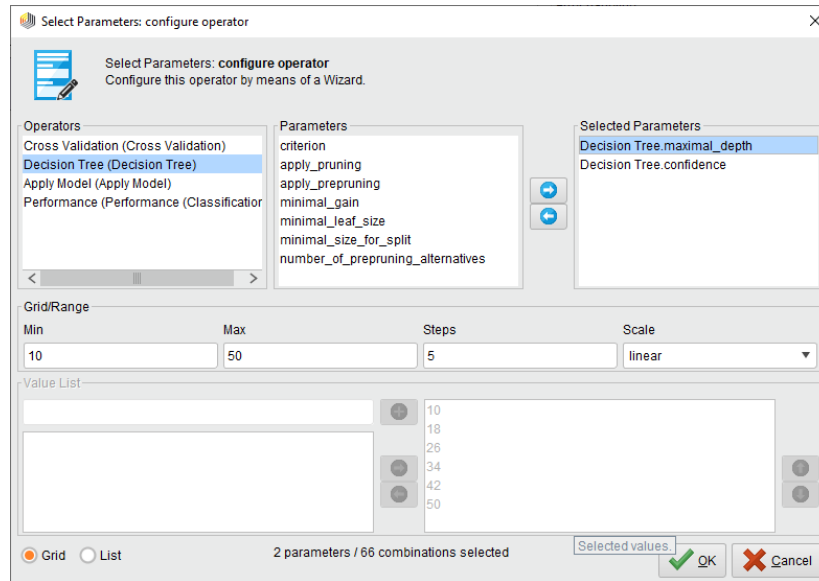 Select Parameters: configure operator
Select Parameters: configure operator
Configure this operator by means of a Wizard.
Operators
Cross Validation (Cross Validation)
Decision Tree (Decision Tree)
Apply Model (Apply Model)
Performance (Performance (Classification
Parameters
criterion
apply_pruning
apply_prepruning
minimal_gain
minimal_leaf_size
minimal_size_for_split
number_of_prepruning_alternatives
Selected Parameters
Decision Tree.maximal_depth
Decision Tree.confidence
Grid/Range
Min Max Steps Scale
10 50 5 linear
Value List
10
18
26
34
42
50
Grid List 2 parameters / 66 combinations selected
Selected values.
OK Cancel